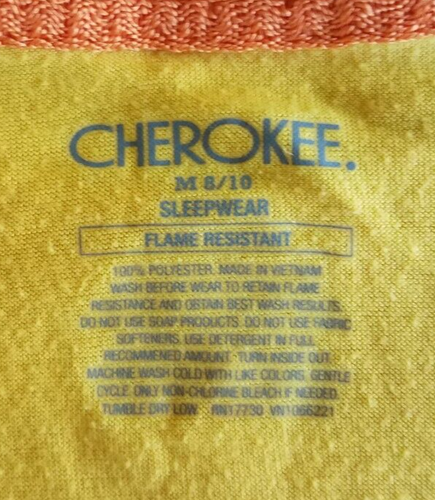 CHEROKEE.
M 8/10
SLEEPWEAR
FLAME RESISTANT
100% POLYESTER. MADE IN VIETNAM
WASH BEFORE WEAR TO RETAIN FLAME
RESISTANCE AND OBTAIN BEST WASH RESULTS.
DO NOT USE SOAP PRODUCTS. DO NOT USE FABRIC
SOFTENERS. USE DETERGENT IN FULL
RECOMMENED AMOUNT. TURN INSIDE OUT
MACHINE WASH COLD WITH LIKE COLORS. GENTLE
CYCLE. ONLY NON-CHLORINE BLEACH IF NEEDED.
TUMBLE DRY LOW. RN17730 VN1066221